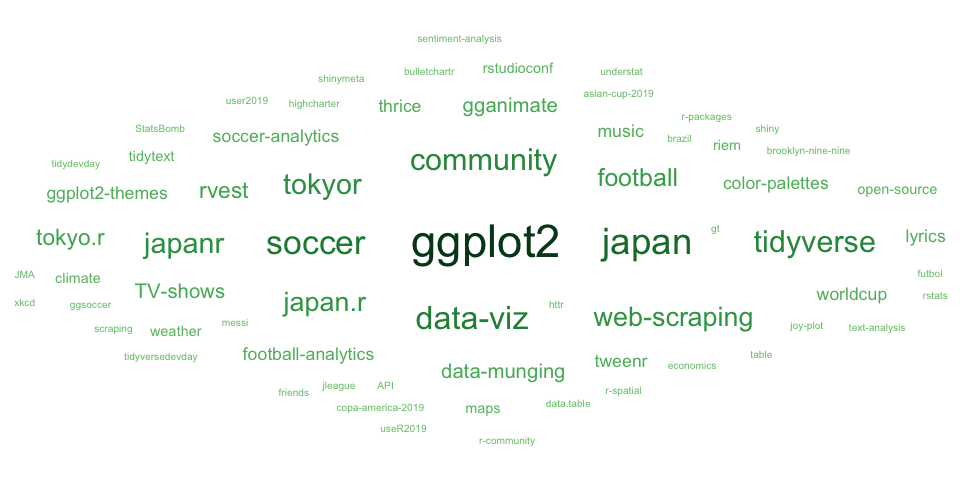 sentiment-analysis
bulletchartr
rstudioconf
understat
shinymeta
asian-cup-2019
user2019
highcharter
thrice
gganimate
r-packages
StatsBomb
soccer-analytics
music
brazil
shiny
tidydevday
tidytext
community
riem
brooklyn-nine-nine
ggplot2-themes
rvest
tokyor
football
color-palettes
open-source
tokyo.r
japanr
soccer
ggplot2
japan
gt
tidyverse
lyrics
JMA
climate
TV-shows
futbol
xkcd
ggsoccer
japan.r
httr
worldcup
rstats
scraping
weather
messi
data-viz
web-scraping
joy-plot
text-analysis
tidyversedevday
football-analytics
data-munging
tweenr
economics
table
friends
jleague
API
r-spatial
copa-america-2019
maps
data.table
useR2019
r-community